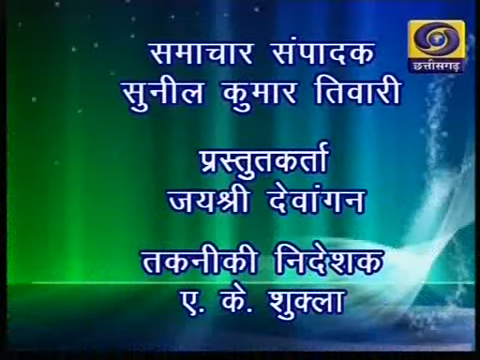 छत्तीसगढ़
समाचार संपादक
सुनील कुमार तिवारी
प्रस्तुतकर्ता
जयश्री देवांगन
तकनीकी निदेशक
ए. के. शुक्ला